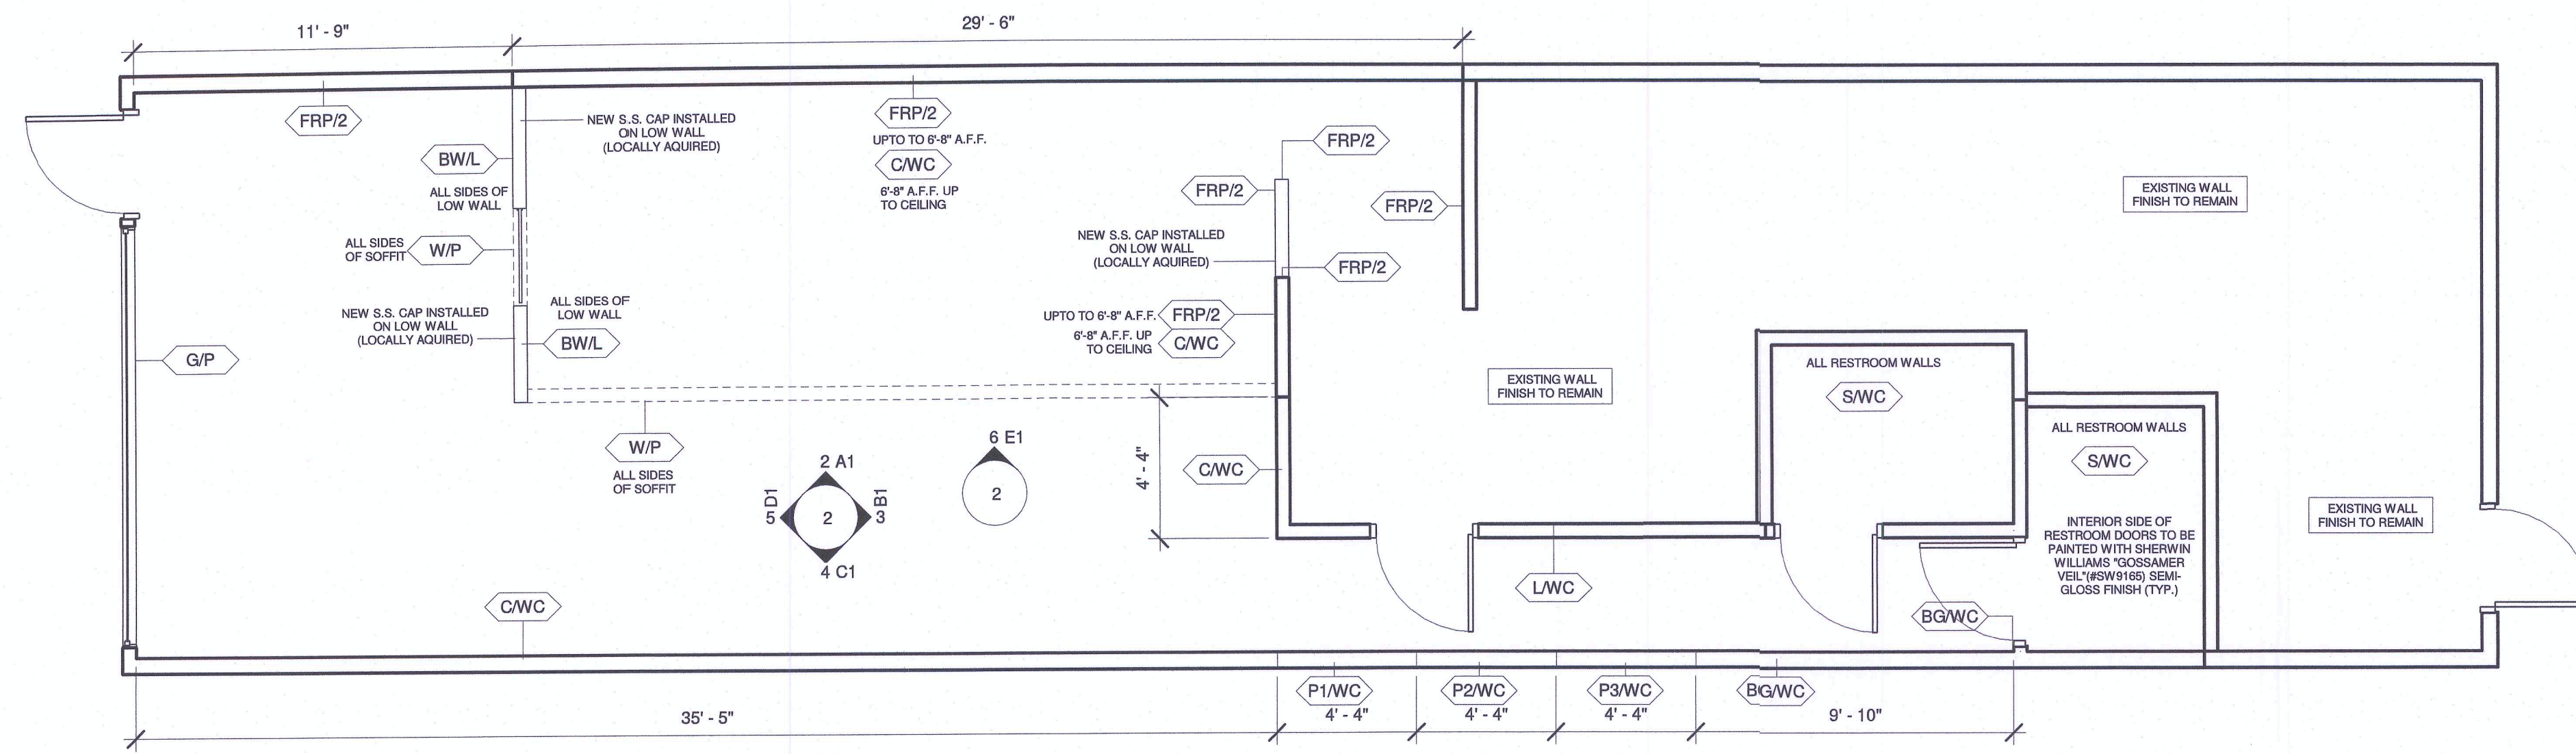 11' - 9"
29' - 6"
FRP/2
NEW S.S. CAP INSTALLED
ON LOW WALL
(LOCALLY AQUIRED)
BW/L
ALL SIDES OF
LOW WALL
ALL SIDES
OF SOFFIT
W/P
NEW S.S. CAP INSTALLED
ON LOW WALL
(LOCALLY AQUIRED)
ALL SIDES OF
LOW WALL
BW/L
G/P
FRP/2
UPTO TO 6'-8" A.F.F.
C/WC
6'-8" A.F.F. UP
TO CEILING
FRP/2
FRP/2
FRP/2
NEW S.S. CAP INSTALLED
ON LOW WALL
(LOCALLY AQUIRED)
FRP/2
UPTO TO 6'-8" A.F.F.
FRP/2
6'-8" A.F.F. UP
TO CEILING
C/WC
W/P
ALL SIDES
OF SOFFIT
2 A1
5 D1
2
B1 3
4 C1
6 E1
2
4' - 4"
C/WC
C/WC
EXISTING WALL
FINISH TO REMAIN
EXISTING WALL
FINISH TO REMAIN
ALL RESTROOM WALLS
S/WC
ALL RESTROOM WALLS
S/WC
INTERIOR SIDE OF
RESTROOM DOORS TO BE
PAINTED WITH SHERWIN
WILLIAMS "GOSSAMER
VEIL"(#SW9165) SEMI-
GLOSS FINISH (TYP.)
EXISTING WALL
FINISH TO REMAIN
L/WC
BG/WC
P1/WC
P2/WC
P3/WC
BG/WC
35' - 5"
4' - 4"
4' - 4"
4' - 4"
9' - 10"